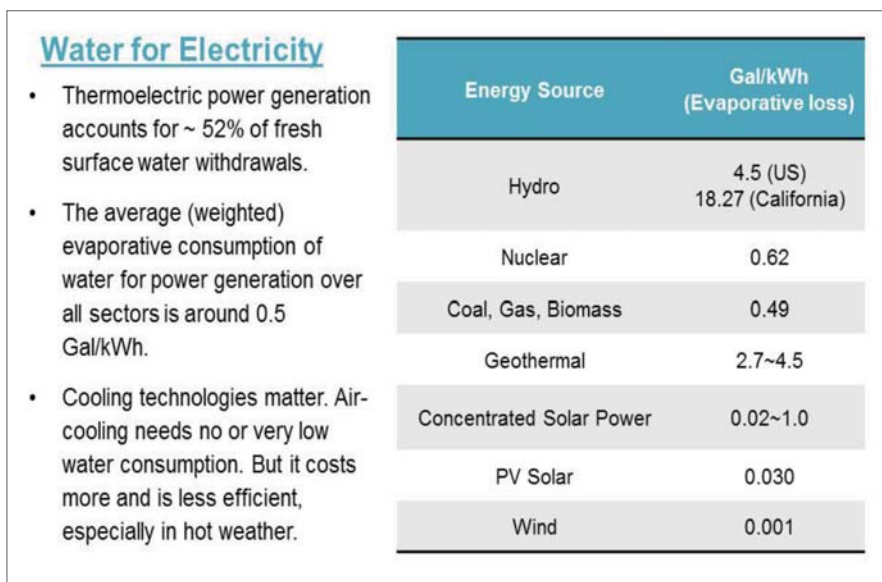 Water for Electricity
• Thermoelectric power generation
accounts for ~ 52% of fresh
surface water withdrawals.
• The average (weighted)
evaporative consumption of
water for power generation over
all sectors is around 0.5
Gal/kWh.
• Cooling technologies matter. Air-
cooling needs no or very low
water consumption. But it costs
more and is less efficient,
especially in hot weather.
Energy Source
Gal/kWh
(Evaporative loss)
Hydro
4.5 (US)
18.27 (California)
Nuclear
0.62
Coal, Gas, Biomass
0.49
Geothermal
2.7~4.5
Concentrated Solar Power
0.02~1.0
PV Solar
0.030
Wind
0.001